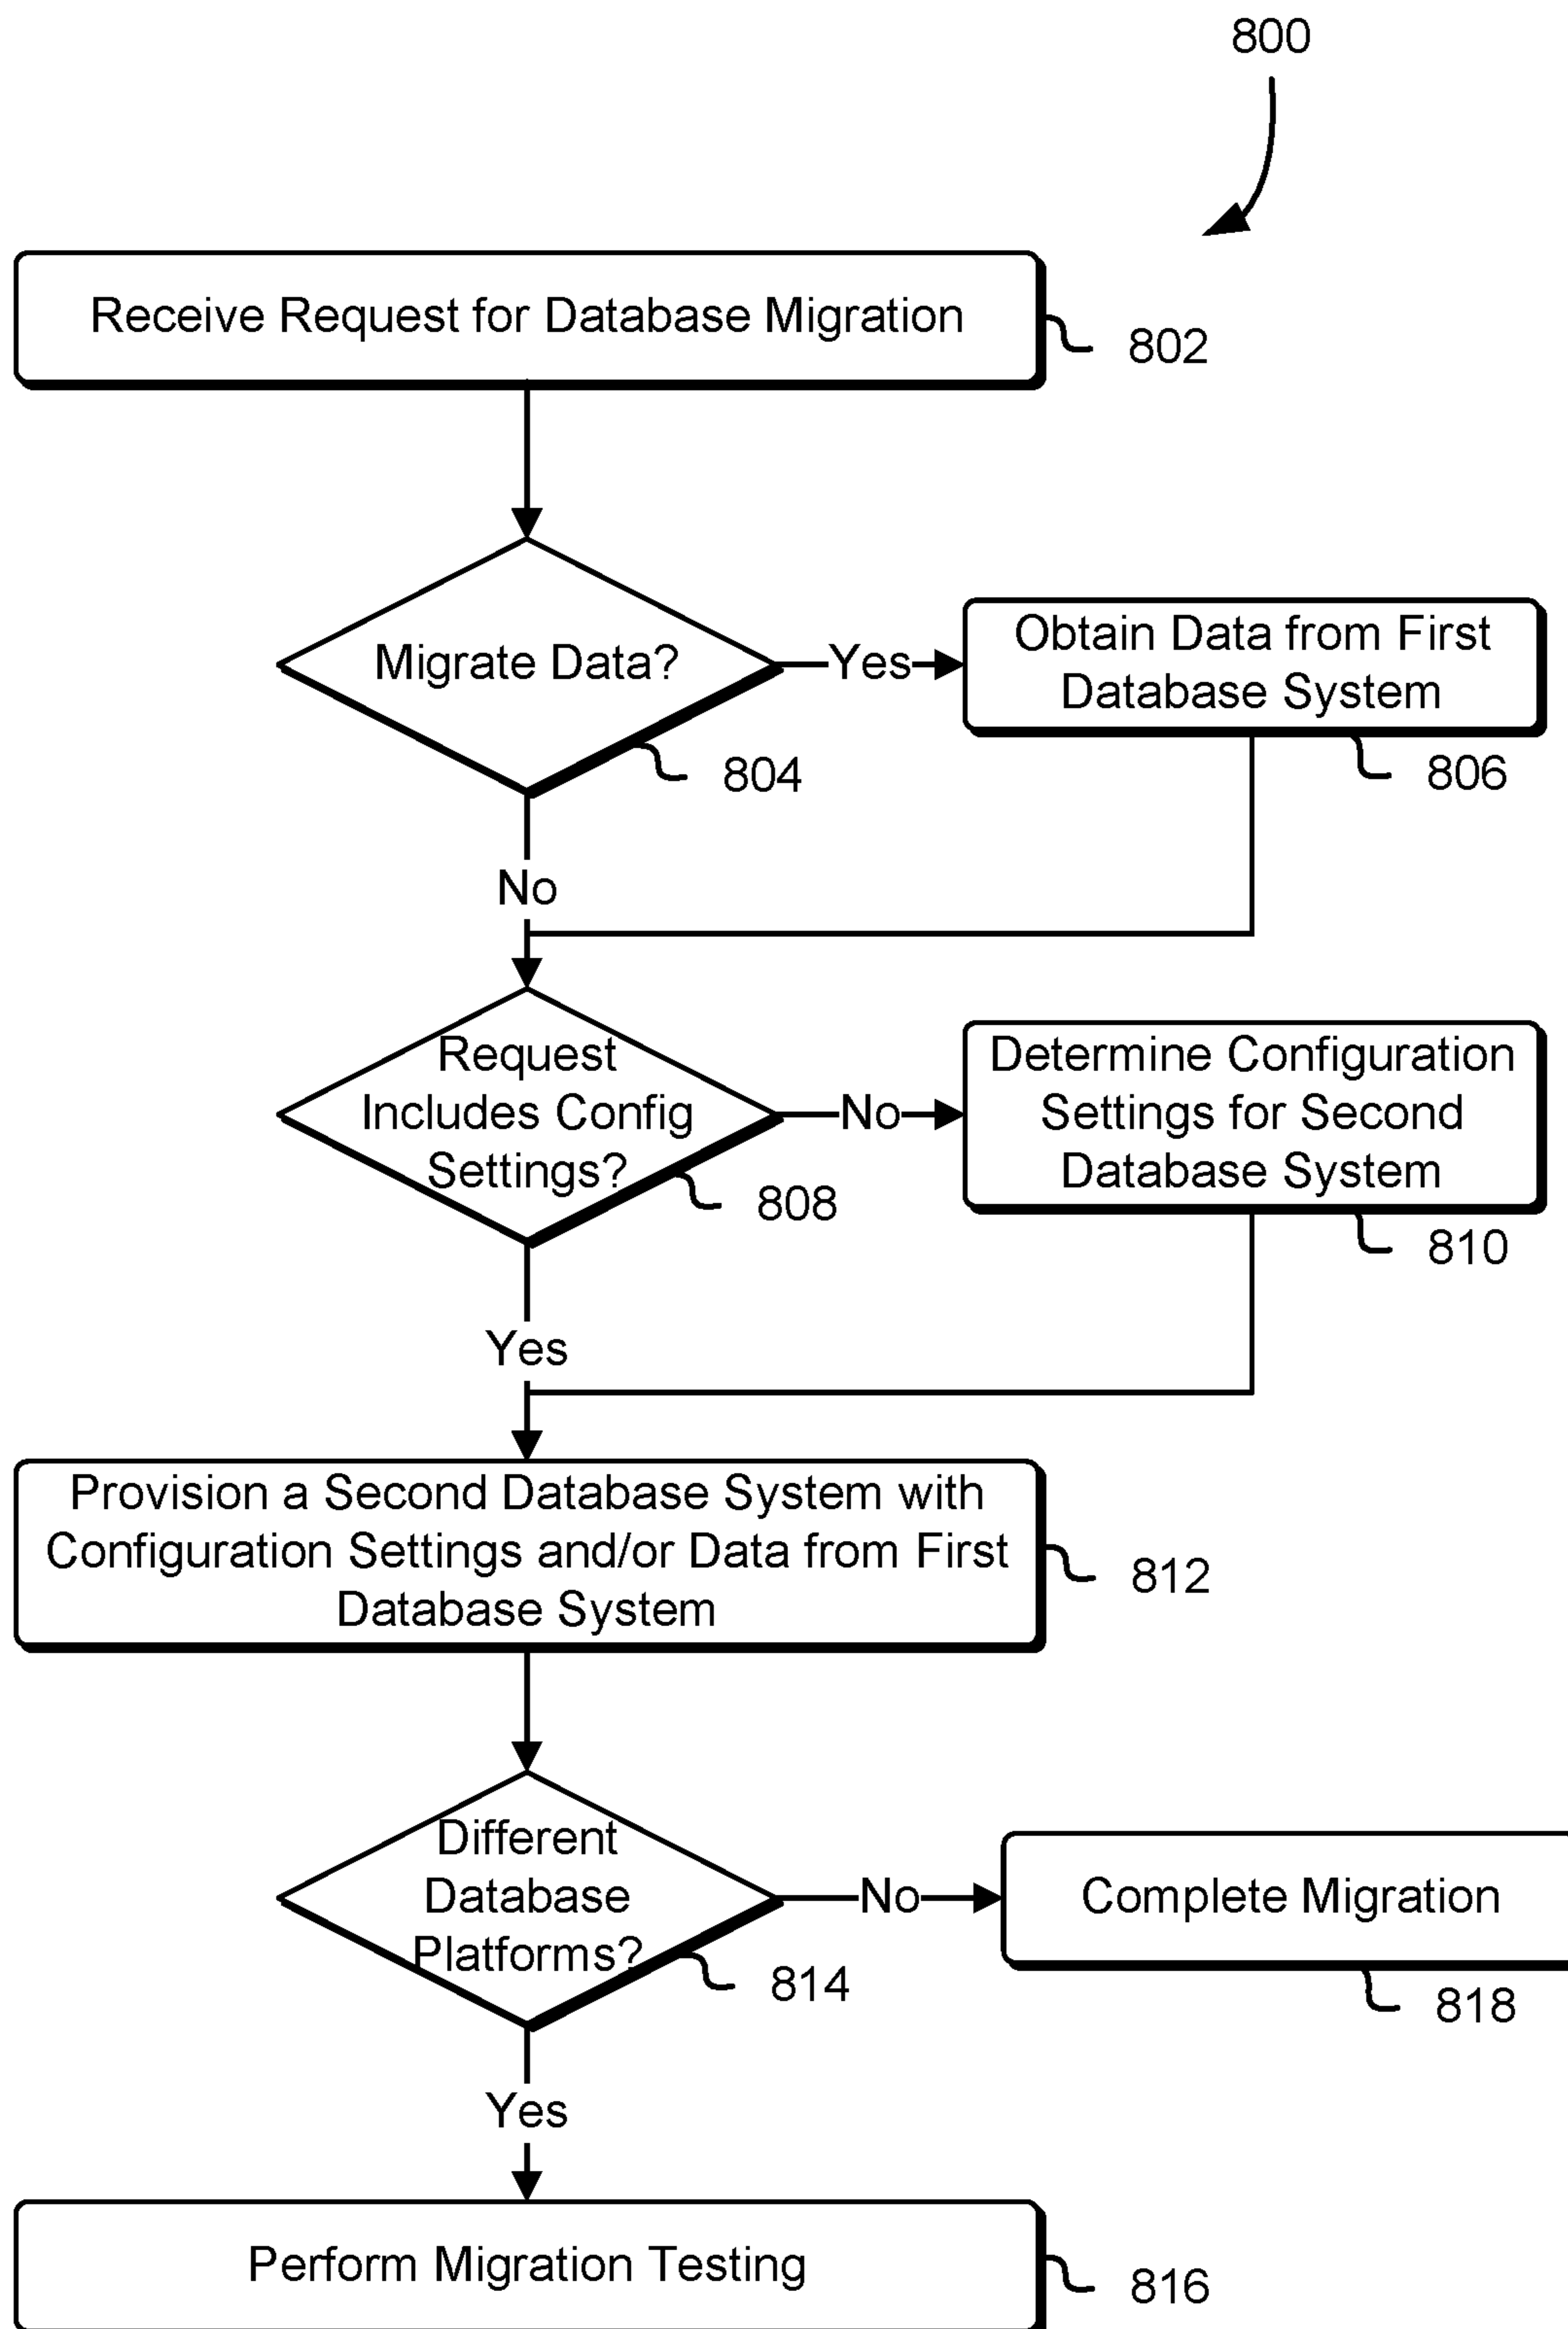 800
Receive Request for Database Migration
802
Migrate Data?
Yes
Obtain Data from First
Database System
804
806
No
Request
Includes Config
Settings?
No
Determine Configuration
Settings for Second
Database System
808
810
Yes
Provision a Second Database System with
Configuration Settings and/or Data from First
Database System
812
Different
Database
Platforms?
No
Complete Migration
814
818
Yes
Perform Migration Testing
816